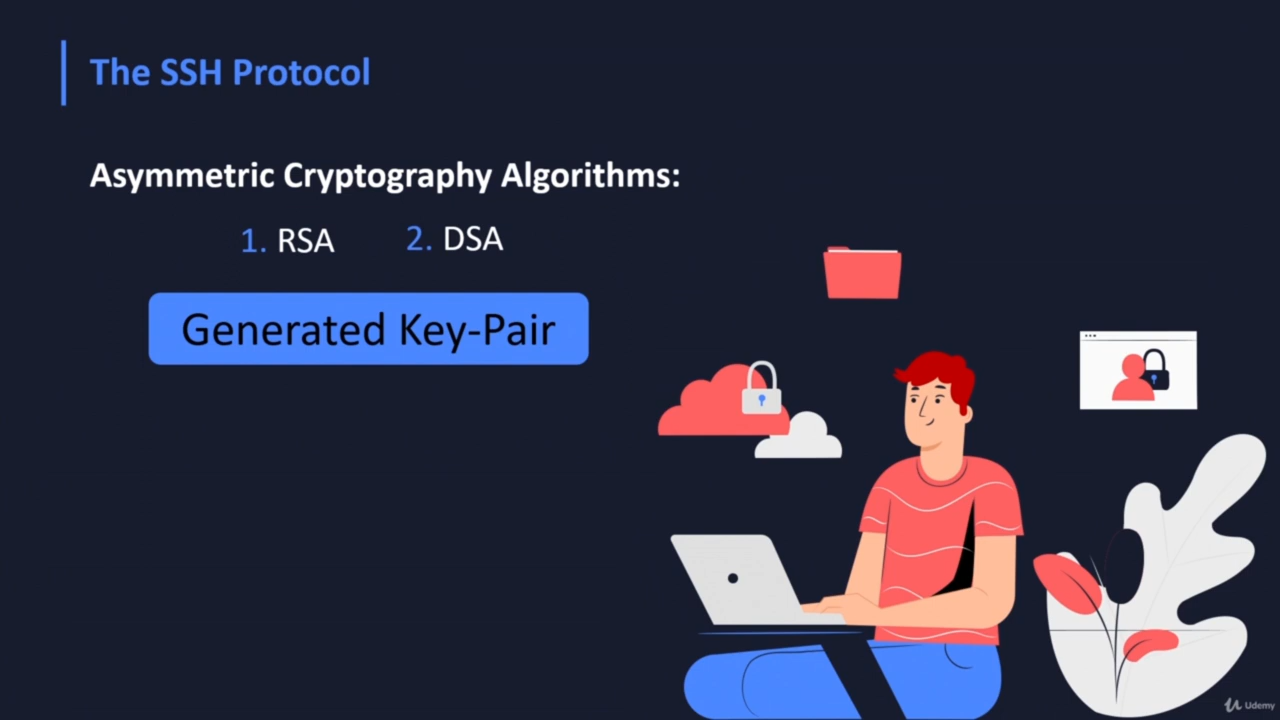 The SSH Protocol
Asymmetric Cryptography Algorithms:
1. RSA 2. DSA
Generated Key-Pair
Udemy